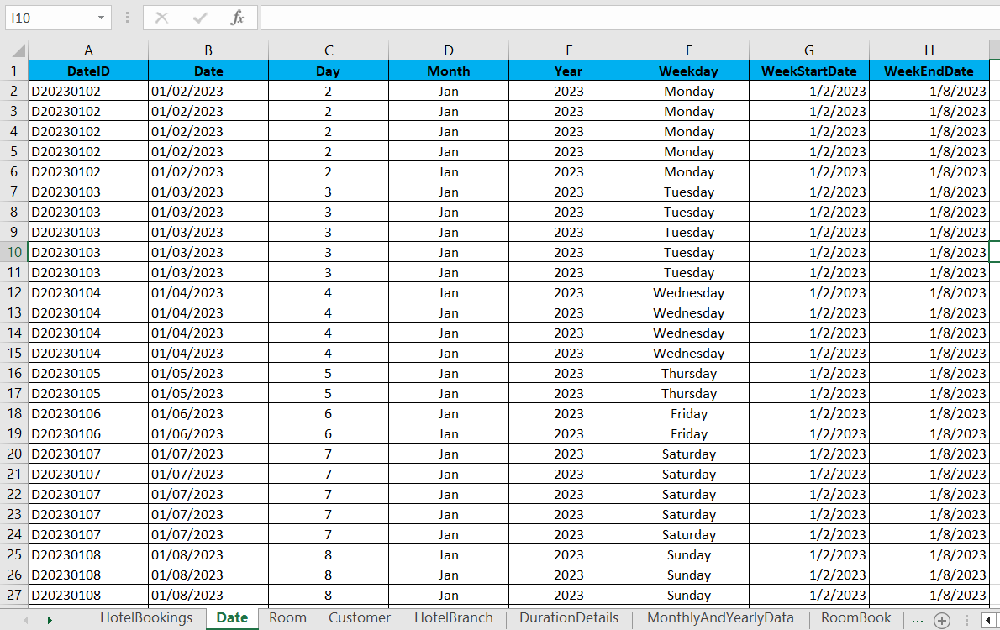 I10 fx
A B C D E F G H
1 DateID Date Day Month Year Weekday WeekStartDate WeekEndDate
2 D20230102 01/02/2023 2 Jan 2023 Monday 1/2/2023 1/8/2023
3 D20230102 01/02/2023 2 Jan 2023 Monday 1/2/2023 1/8/2023
4 D20230102 01/02/2023 2 Jan 2023 Monday 1/2/2023 1/8/2023
5 D20230102 01/02/2023 2 Jan 2023 Monday 1/2/2023 1/8/2023
6 D20230102 01/02/2023 2 Jan 2023 Monday 1/2/2023 1/8/2023
7 D20230103 01/03/2023 3 Jan 2023 Tuesday 1/2/2023 1/8/2023
8 D20230103 01/03/2023 3 Jan 2023 Tuesday 1/2/2023 1/8/2023
9 D20230103 01/03/2023 3 Jan 2023 Tuesday 1/2/2023 1/8/2023
10 D20230103 01/03/2023 3 Jan 2023 Tuesday 1/2/2023 1/8/2023
11 D20230103 01/03/2023 3 Jan 2023 Tuesday 1/2/2023 1/8/2023
12 D20230104 01/04/2023 4 Jan 2023 Wednesday 1/2/2023 1/8/2023
13 D20230104 01/04/2023 4 Jan 2023 Wednesday 1/2/2023 1/8/2023
14 D20230104 01/04/2023 4 Jan 2023 Wednesday 1/2/2023 1/8/2023
15 D20230104 01/04/2023 4 Jan 2023 Wednesday 1/2/2023 1/8/2023
16 D20230105 01/05/2023 5 Jan 2023 Thursday 1/2/2023 1/8/2023
17 D20230105 01/05/2023 5 Jan 2023 Thursday 1/2/2023 1/8/2023
18 D20230106 01/06/2023 6 Jan 2023 Friday 1/2/2023 1/8/2023
19 D20230106 01/06/2023 6 Jan 2023 Friday 1/2/2023 1/8/2023
20 D20230107 01/07/2023 7 Jan 2023 Saturday 1/2/2023 1/8/2023
21 D20230107 01/07/2023 7 Jan 2023 Saturday 1/2/2023 1/8/2023
22 D20230107 01/07/2023 7 Jan 2023 Saturday 1/2/2023 1/8/2023
23 D20230107 01/07/2023 7 Jan 2023 Saturday 1/2/2023 1/8/2023
24 D20230107 01/07/2023 7 Jan 2023 Saturday 1/2/2023 1/8/2023
25 D20230108 01/08/2023 8 Jan 2023 Sunday 1/2/2023 1/8/2023
26 D20230108 01/08/2023 8 Jan 2023 Sunday 1/2/2023 1/8/2023
27 D20230108 01/08/2023 8 Jan 2023 Sunday 1/2/2023 1/8/2023
HotelBookings Date Room Customer HotelBranch DurationDetails MonthlyAndYearlyData RoomBook ...